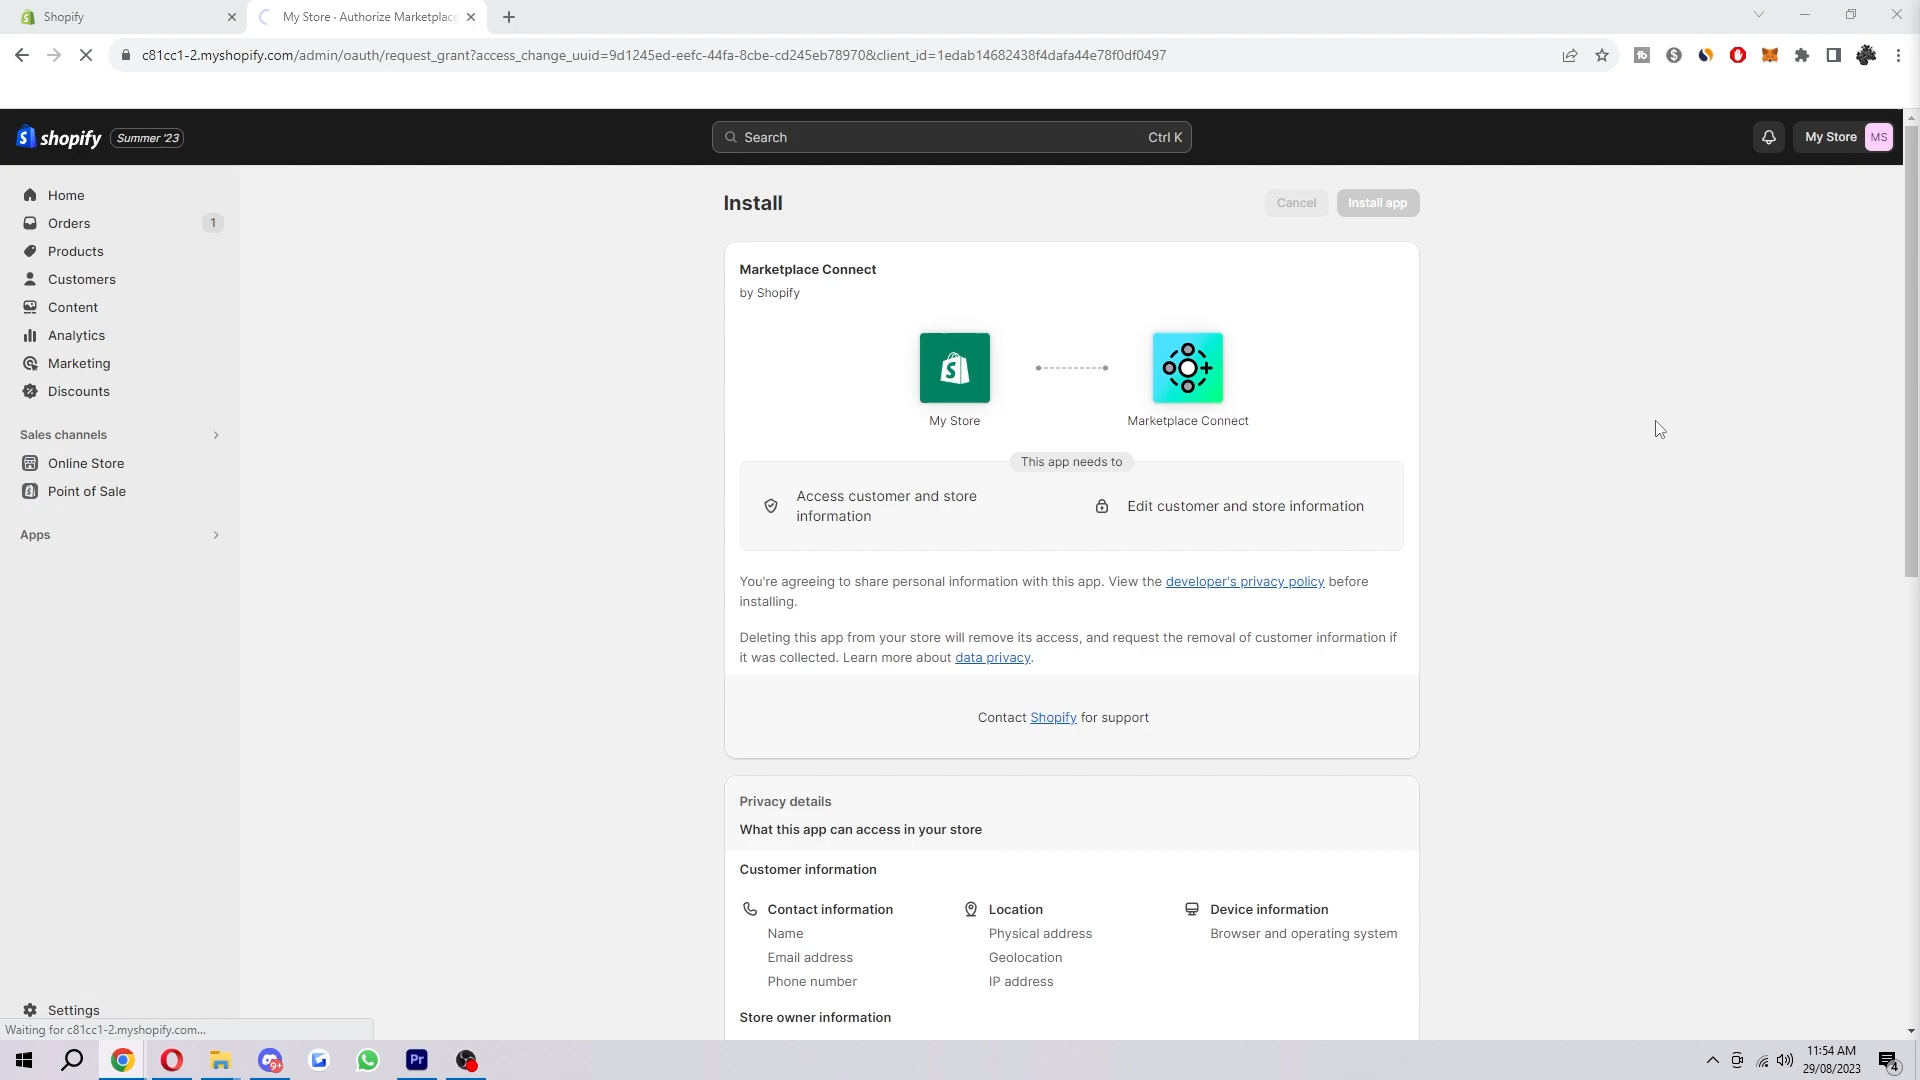 Shopify
My Store · Authorize Marketplace
c81cc1-2.myshopify.com/admin/oauth/request_grant?access_change_uuid=9d1245ed-eefc-44fa-8cbe-cd245eb78970&client_id=1edab14682438f4dafa44e78f0df0497
shopify Summer '23
Search Ctrl K
My Store MS
Home
Orders 1
Products
Customers
Content
Analytics
Marketing
Discounts
Sales channels
Online Store
Point of Sale
Apps
Settings
Install
Cancel Install app
Marketplace Connect
by Shopify
My Store Marketplace Connect
This app needs to
Access customer and store
information
Edit customer and store information
You're agreeing to share personal information with this app. View the developer's privacy policy before
installing.
Deleting this app from your store will remove its access, and request the removal of customer information if
it was collected. Learn more about data privacy.
Contact Shopify for support
Privacy details
What this app can access in your store
Customer information
Contact information
Name
Email address
Phone number
Location
Physical address
Geolocation
IP address
Device information
Browser and operating system
Store owner information
Waiting for c81cc1-2.myshopify.com...
9+
Pr
11:54 AM
29/08/2023
4